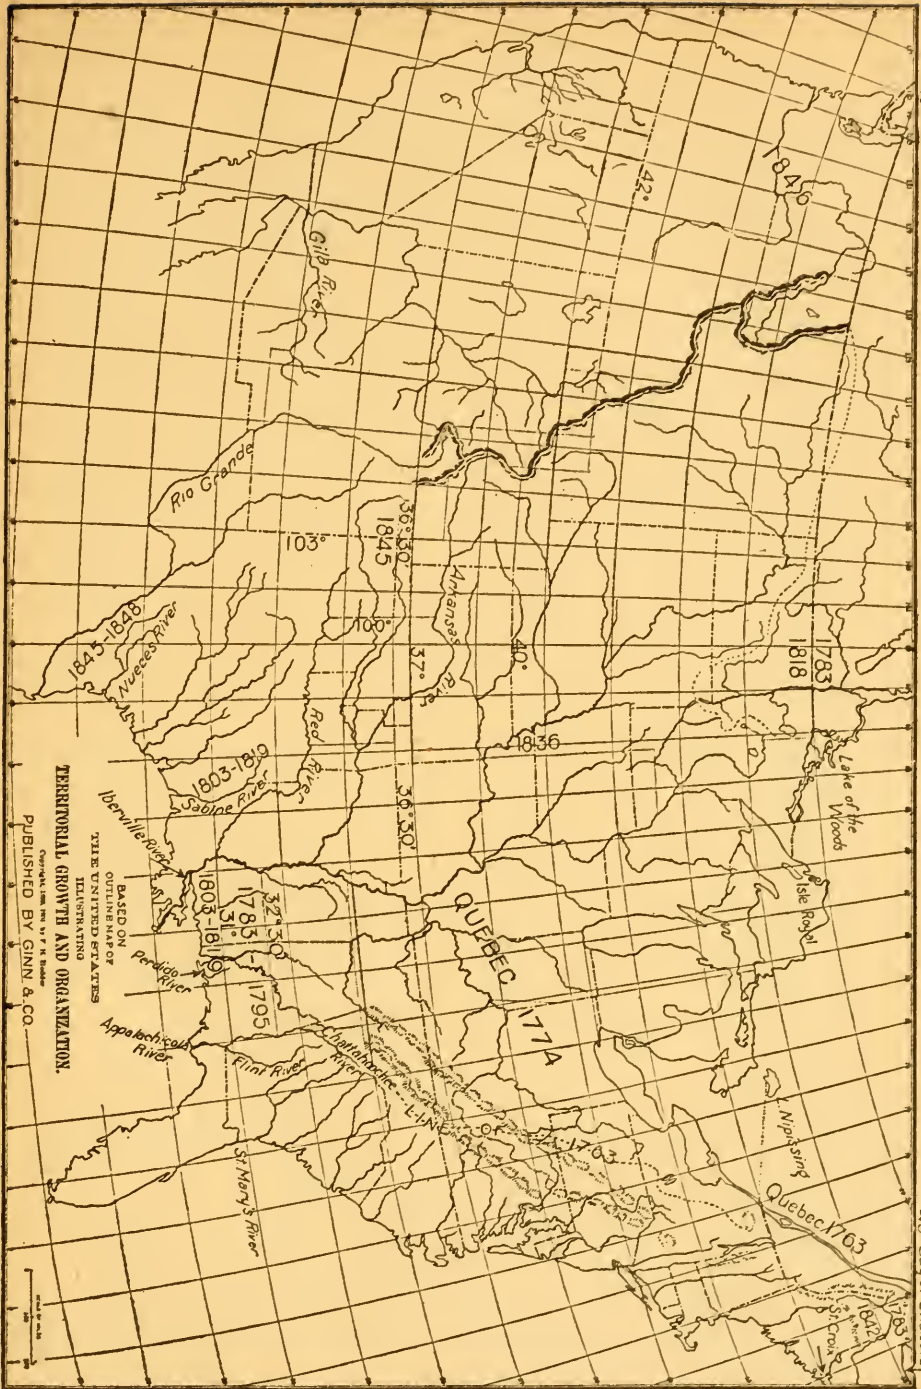 1846
42°
Gila River
Rio Grande
103°
36° 30'
1845
Arkansas River
100°
37°
40°
1783
1818
Lake of the Woods
Isle Royal
1845-1848
Nueces River
Red River
1836
1803-1819
Sabine River
36° 30'
Iberville River
QUEBEC 1774
32° 30'
1783-1795
31°
1803-1819
Perdido River
Appalachicola River
Flint River
Chattahoochee River
LINE OF 1763
St. Mary's River
L. Nipissing
Quebec 1763
1842
1783
St. Croix
BASED ON
OUTLINE MAP OF
THE UNITED STATES
ILLUSTRATING
TERRITORIAL GROWTH AND ORGANIZATION.
PUBLISHED BY GINN & CO.